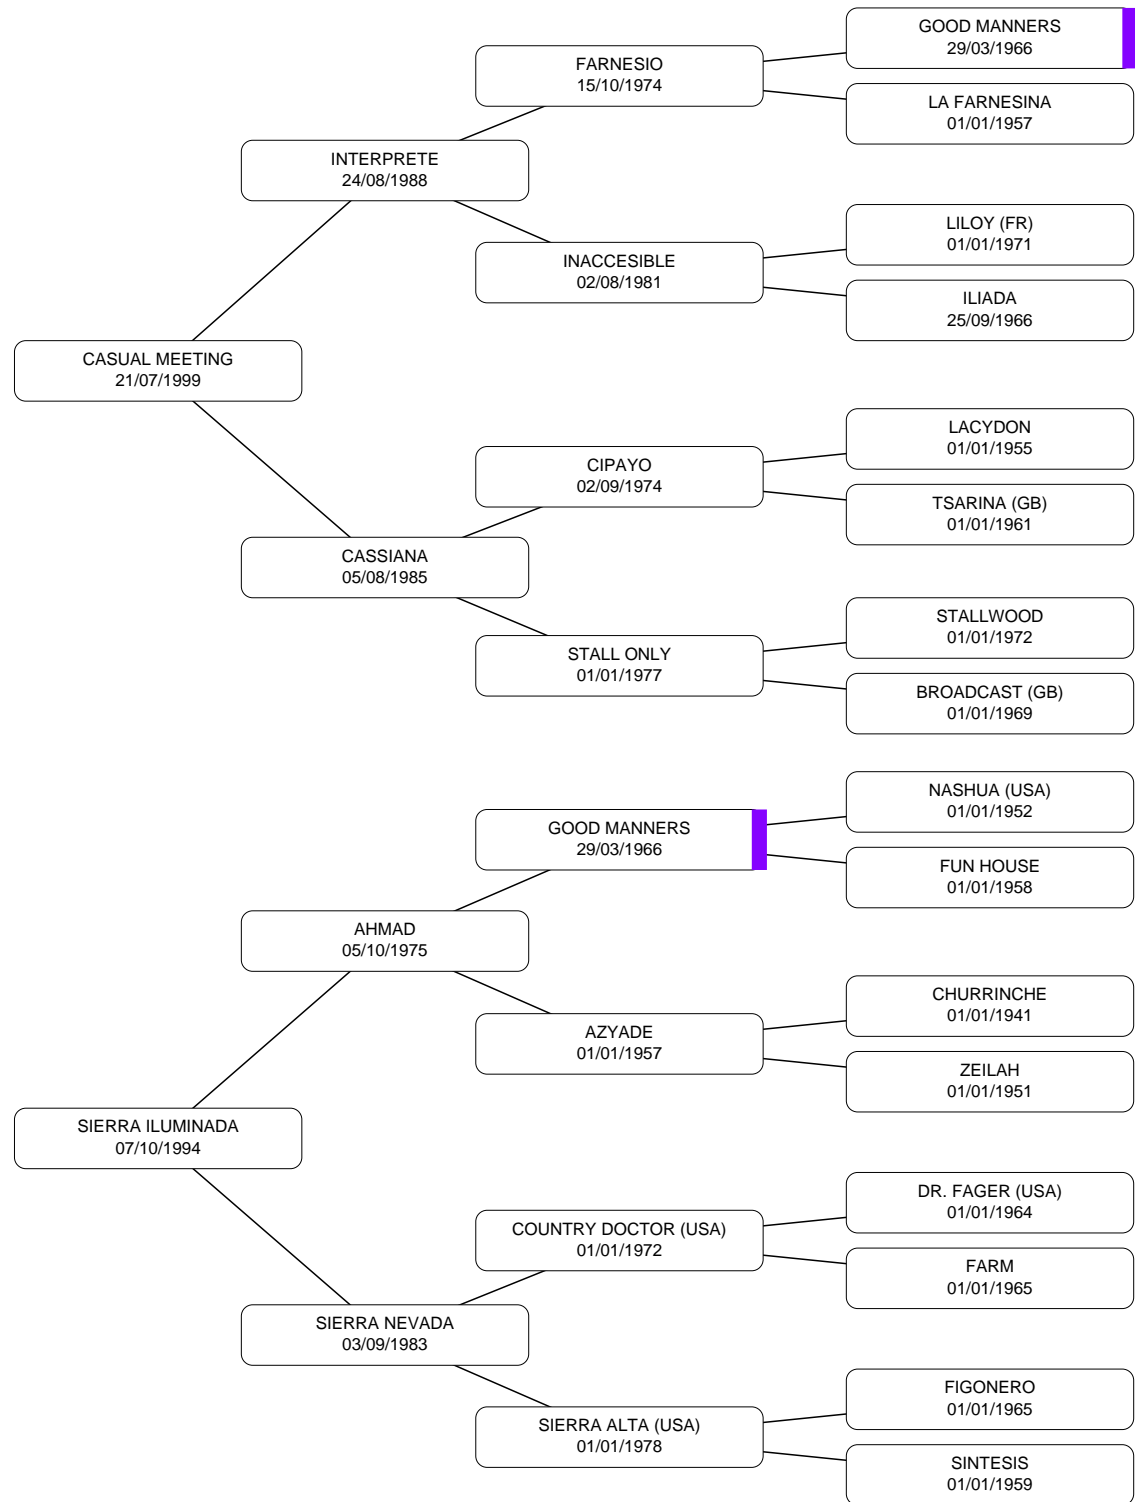 GOOD MANNERS
29/03/1966
FARNESIO
15/10/1974
LA FARNESINA
01/01/1957
INTERPRETE
24/08/1988
LILOY (FR)
01/01/1971
INACCESIBLE
02/08/1981
ILIADA
25/09/1966
CASUAL MEETING
21/07/1999
LACYDON
01/01/1955
CIPAYO
02/09/1974
TSARINA (GB)
01/01/1961
CASSIANA
05/08/1985
STALLWOOD
01/01/1972
STALL ONLY
01/01/1977
BROADCAST (GB)
01/01/1969
NASHUA (USA)
01/01/1952
GOOD MANNERS
29/03/1966
FUN HOUSE
01/01/1958
AHMAD
05/10/1975
CHURRINCHE
01/01/1941
AZYADE
01/01/1957
ZEILAH
01/01/1951
SIERRA ILUMINADA
07/10/1994
DR. FAGER (USA)
01/01/1964
COUNTRY DOCTOR (USA)
01/01/1972
FARM
01/01/1965
SIERRA NEVADA
03/09/1983
FIGONERO
01/01/1965
SIERRA ALTA (USA)
01/01/1978
SINTESIS
01/01/1959